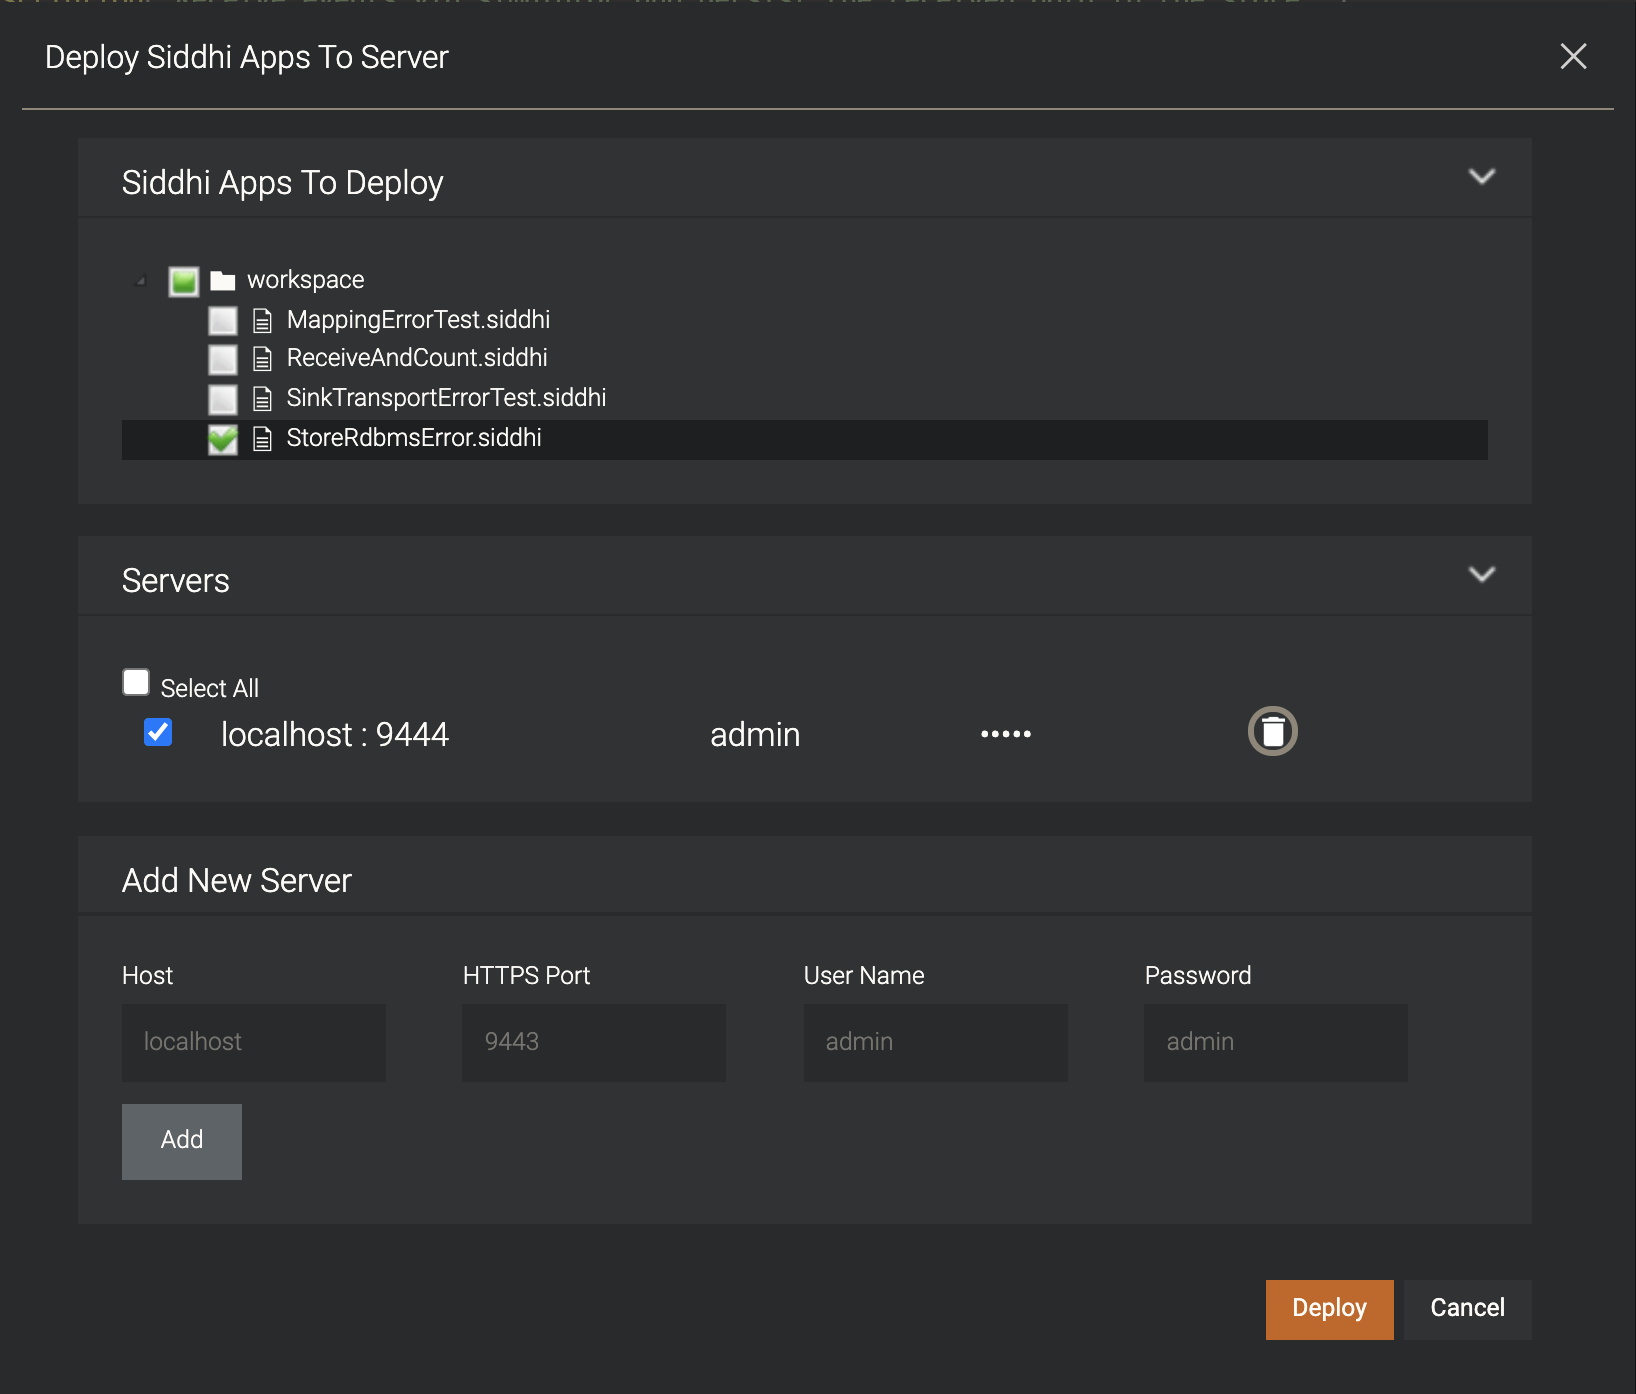 Deploy Siddhi Apps To Server
Siddhi Apps To Deploy
workspace
MappingErrorTest.siddhi
ReceiveAndCount.siddhi
SinkTransportErrorTest.siddhi
StoreRdbmsError.siddhi
Servers
Select All
localhost : 9444 admin •••••
Add New Server
Host HTTPS Port User Name Password
localhost 9443 admin admin
Add
Deploy Cancel